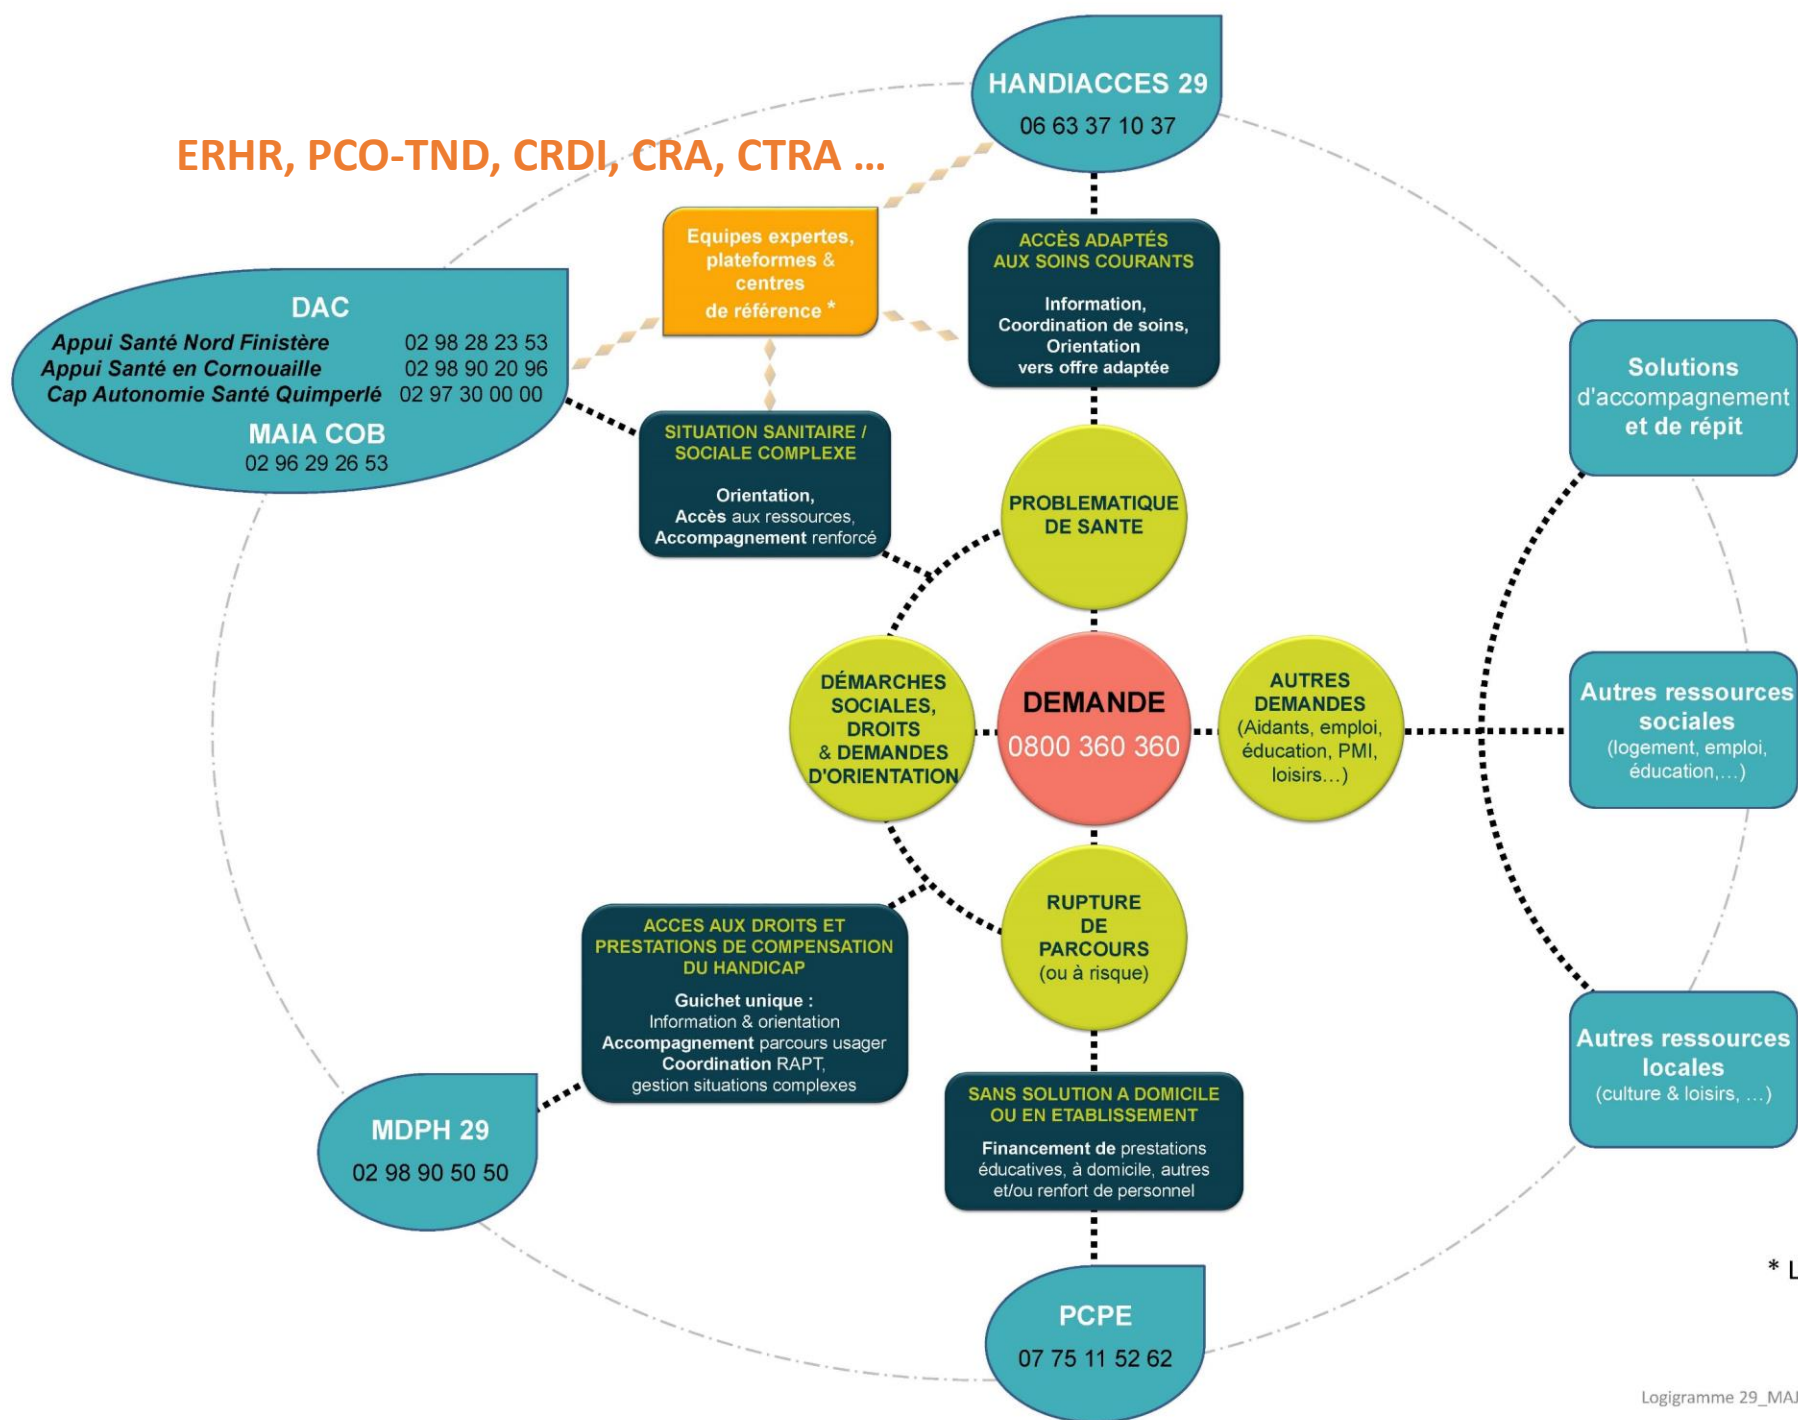 HANDIACCES 29
06 63 37 10 37
ERHR, PCO-TND, CRDI, CRA, CTRA ...
Equipes expertes,
plateformes &
centres
de référence *
ACCÈS ADAPTÉS
AUX SOINS COURANTS
Information,
Coordination de soins,
Orientation
vers offre adaptée
DAC
Appui Santé Nord Finistère 02 98 28 23 53
Appui Santé en Cornouaille 02 98 90 20 96
Cap Autonomie Santé Quimperlé 02 97 30 00 00
MAIA COB
02 96 29 26 53
SITUATION SANITAIRE /
SOCIALE COMPLEXE
Orientation,
Accès aux ressources,
Accompagnement renforcé
Solutions
d'accompagnement
et de répit
PROBLEMATIQUE
DE SANTE
DÉMARCHES
SOCIALES,
DROITS
& DEMANDES
D'ORIENTATION
DEMANDE
0800 360 360
AUTRES
DEMANDES
(Aidants, emploi,
éducation, PMI,
loisirs...)
Autres ressources
sociales
(logement, emploi,
éducation,...)
RUPTURE
DE
PARCOURS
(ou à risque)
ACCES AUX DROITS ET
PRESTATIONS DE COMPENSATION
DU HANDICAP
Guichet unique :
Information & orientation
Accompagnement parcours usager
Coordination RAPT,
gestion situations complexes
Autres ressources
locales
(culture & loisirs, ...)
SANS SOLUTION A DOMICILE
OU EN ETABLISSEMENT
Financement de prestations
éducatives, à domicile, autres
et/ou renfort de personnel
MDPH 29
02 98 90 50 50
* L
PCPE
07 75 11 52 62
Logigramme 29_MAJ